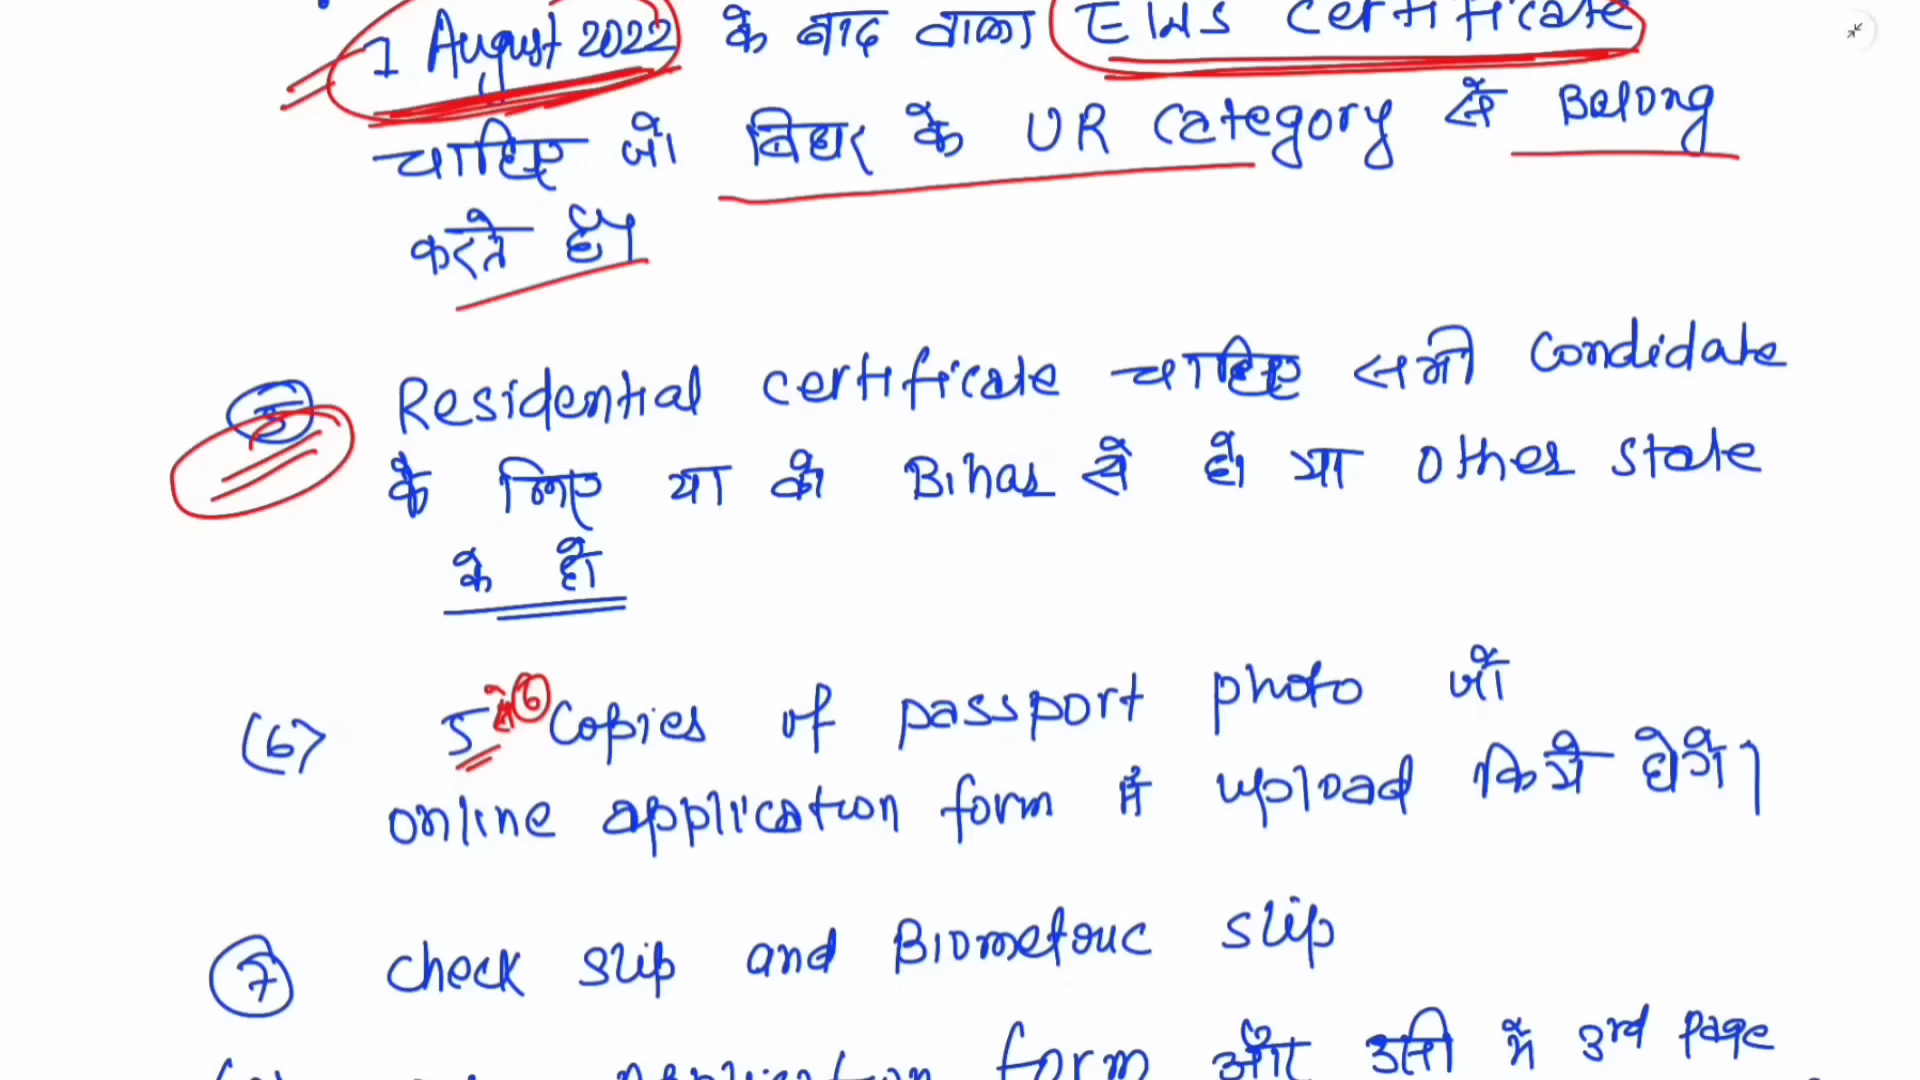 1 August 2022 के बाद वाला EWS certificate
चाहिए जो बिहार के UR category से Belong
करते हो
5 Residential certificate चाहिए सभी Candidate
के लिए या वो Bihar से हो या other state
के हो
(6) 5 से 6 Copies of passport photo जो
online application form में upload किये होंगे।
7 check slip and Biometric slip
application form और उसी में 3rd page